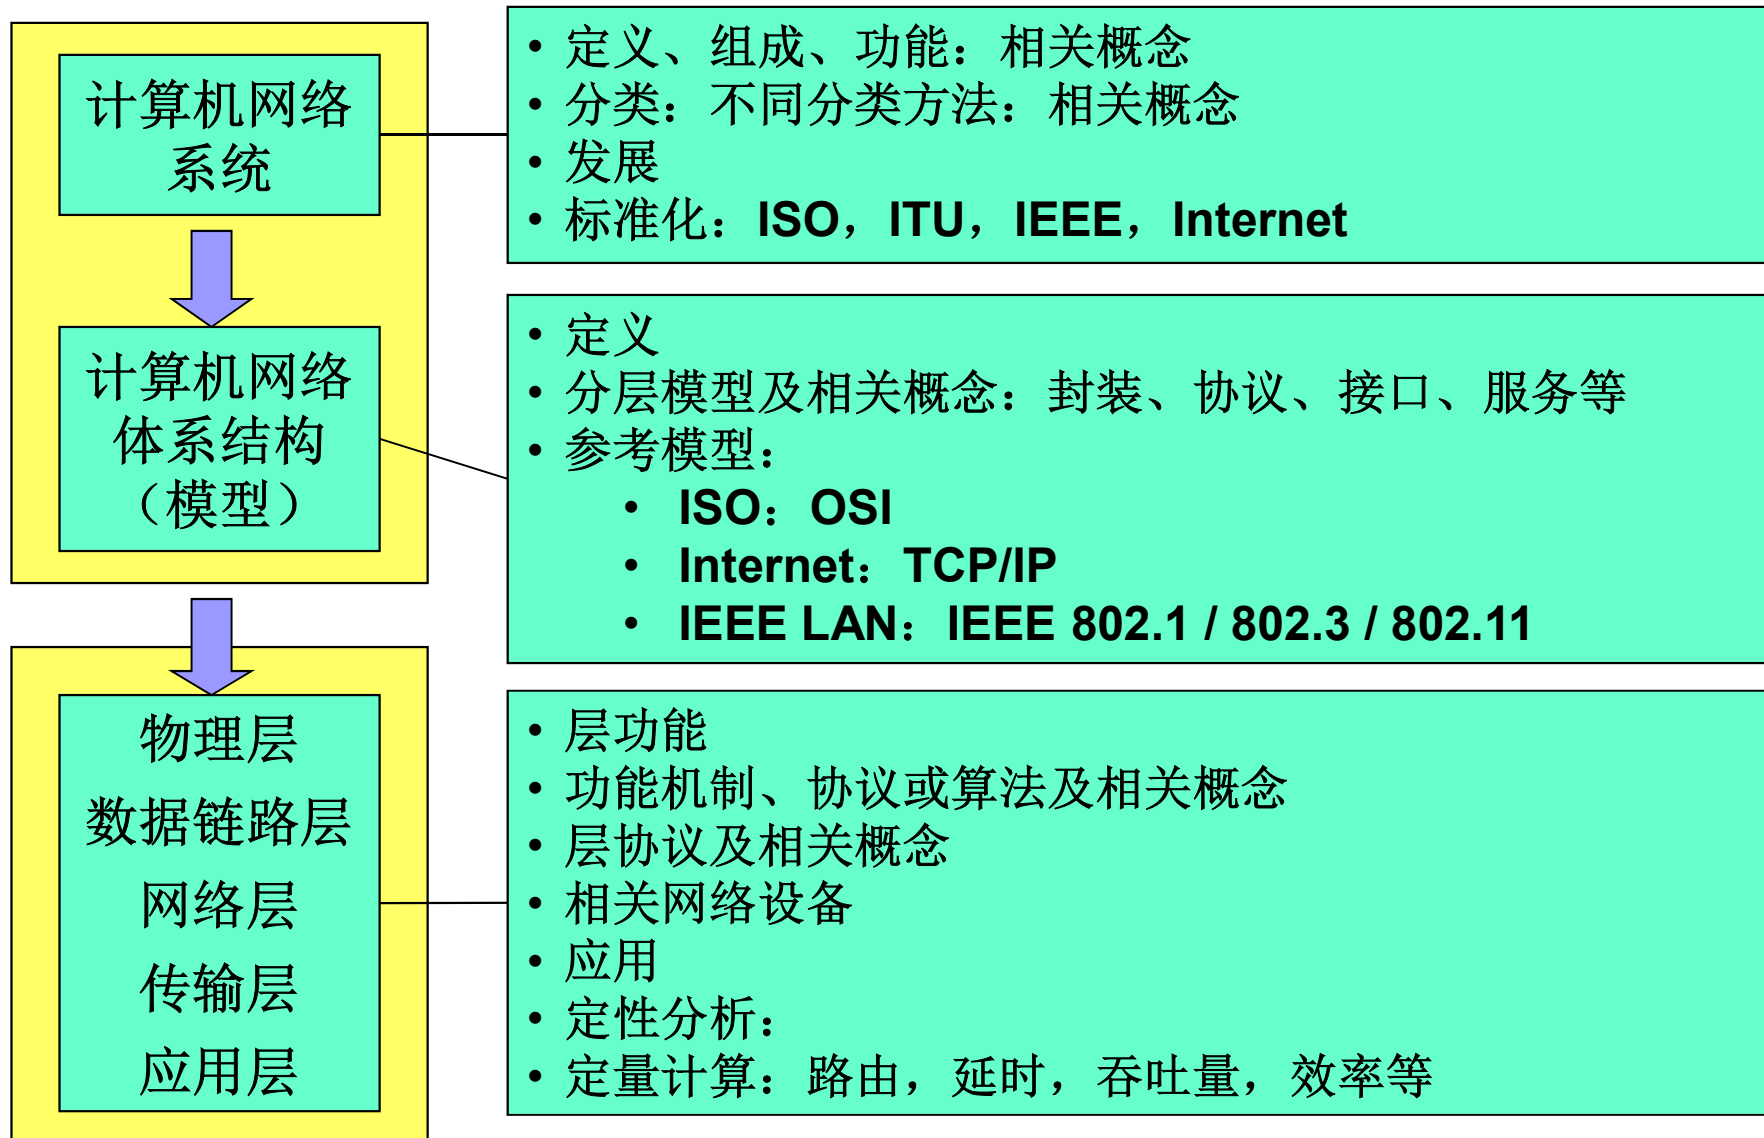 计算机网络
系统
• 定义、组成、功能：相关概念
• 分类：不同分类方法：相关概念
• 发展
• 标准化：ISO，ITU，IEEE，Internet
计算机网络
体系结构
（模型）
• 定义
• 分层模型及相关概念：封装、协议、接口、服务等
• 参考模型：
• ISO：OSI
• Internet：TCP/IP
• IEEE LAN：IEEE 802.1 / 802.3 / 802.11
物理层
数据链路层
网络层
传输层
应用层
• 层功能
• 功能机制、协议或算法及相关概念
• 层协议及相关概念
• 相关网络设备
• 应用
• 定性分析：
• 定量计算：路由，延时，吞吐量，效率等